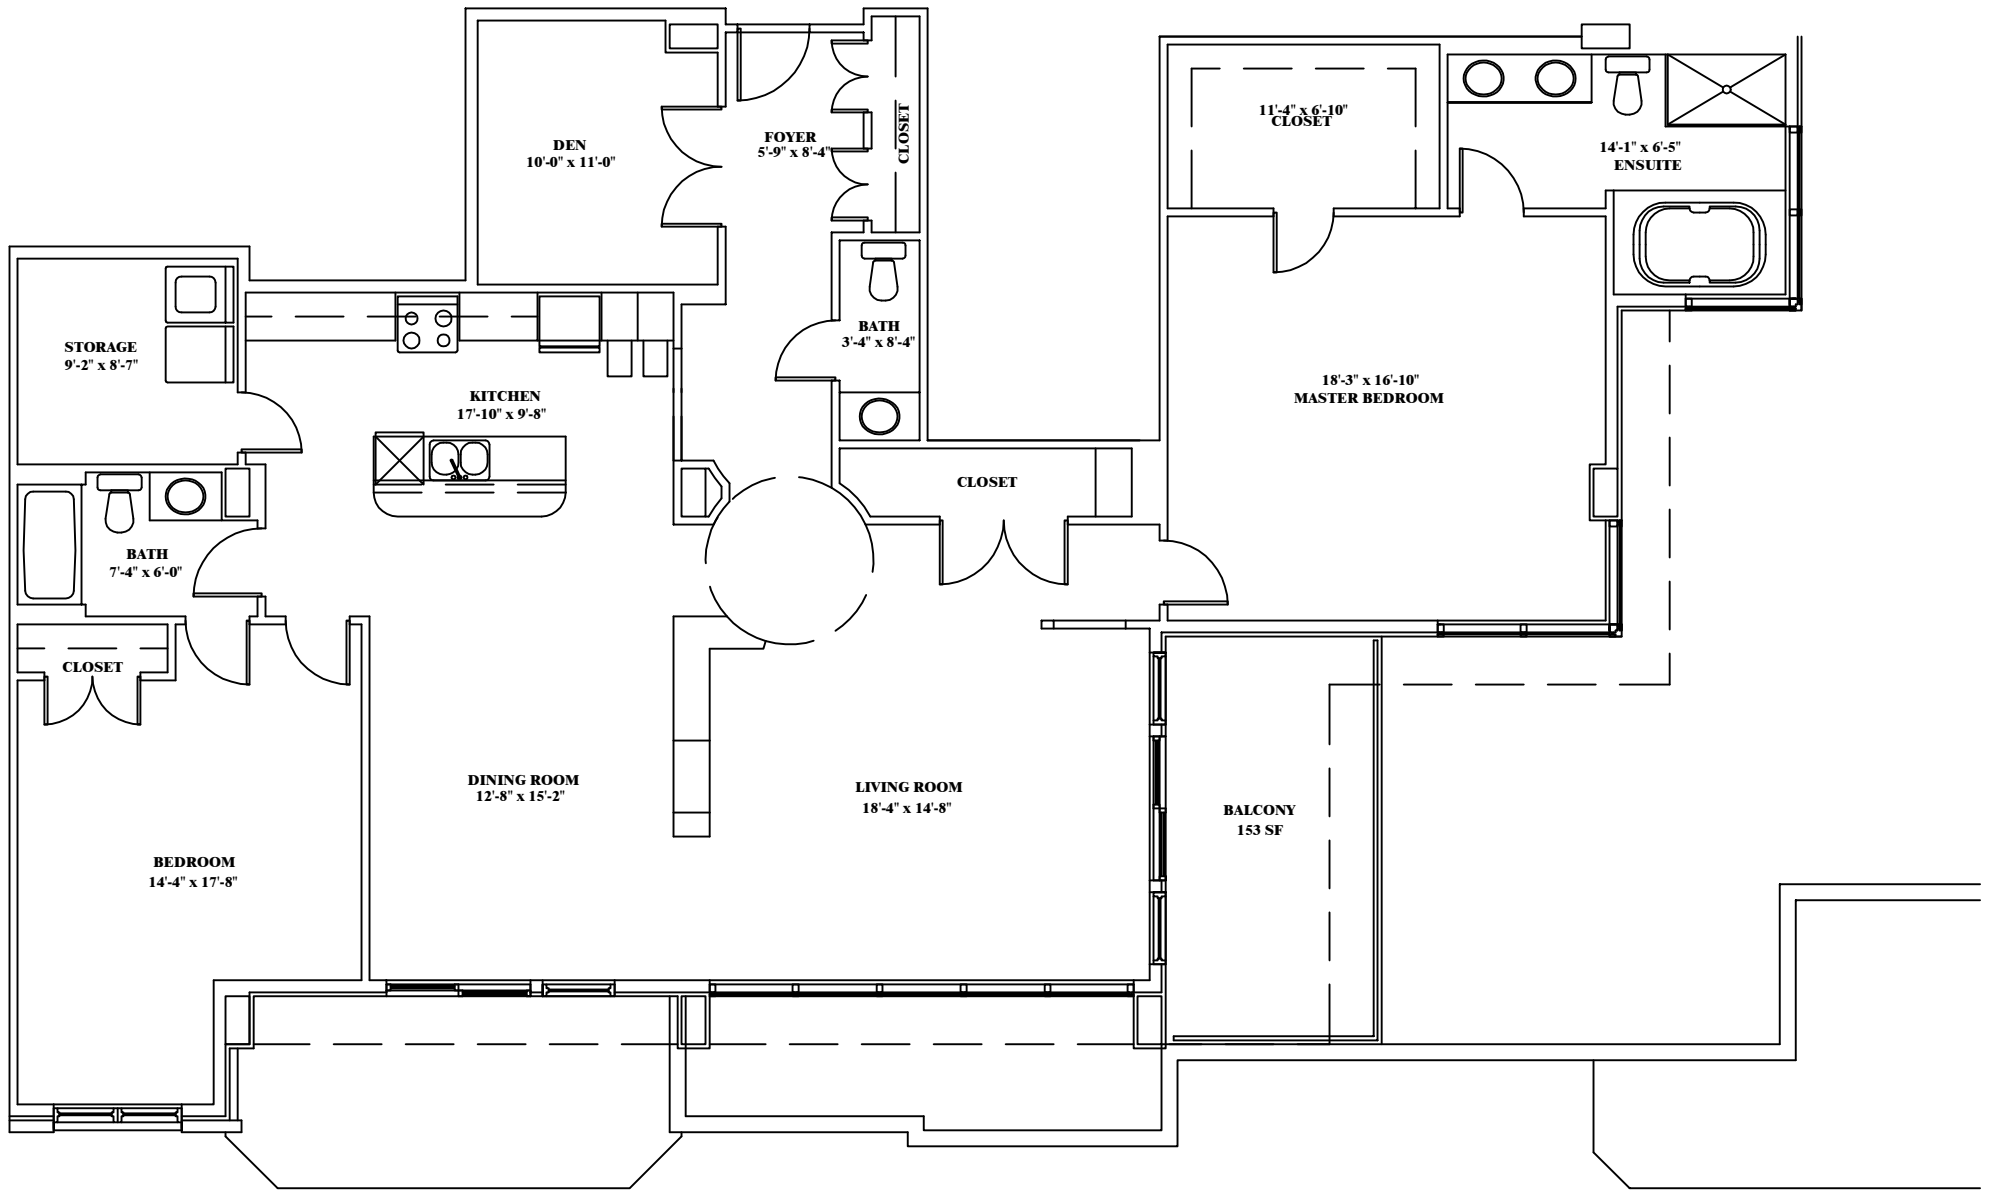 DEN
10'-0" x 11'-0"
FOYER
5'-9" x 8'-4"
CLOSET
11'-4" x 6'-10"
CLOSET
14'-1" x 6'-5"
ENSUITE
STORAGE
9'-2" x 8'-7"
KITCHEN
17'-10" x 9'-8"
BATH
3'-4" x 8'-4"
18'-3" x 16'-10"
MASTER BEDROOM
CLOSET
BATH
7'-4" x 6'-0"
CLOSET
DINING ROOM
12'-8" x 15'-2"
LIVING ROOM
18'-4" x 14'-8"
BALCONY
153 SF
BEDROOM
14'-4" x 17'-8"